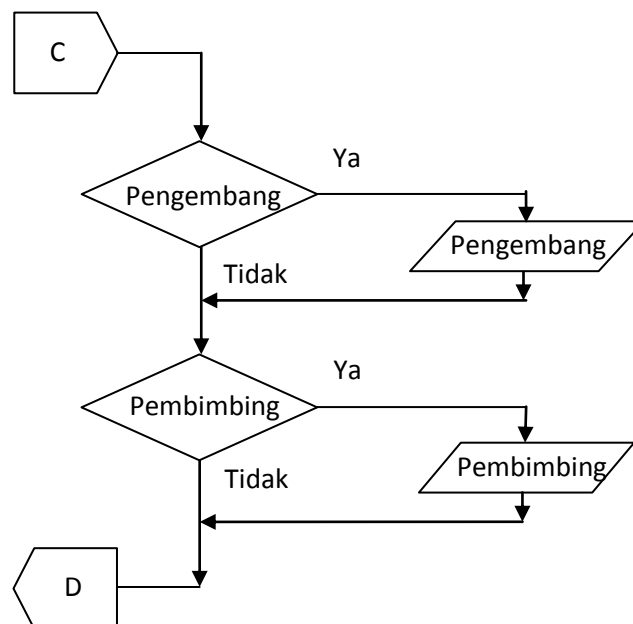 C
Ya
Pengembang
Pengembang
Tidak
Ya
Pembimbing
Pembimbing
Tidak
D